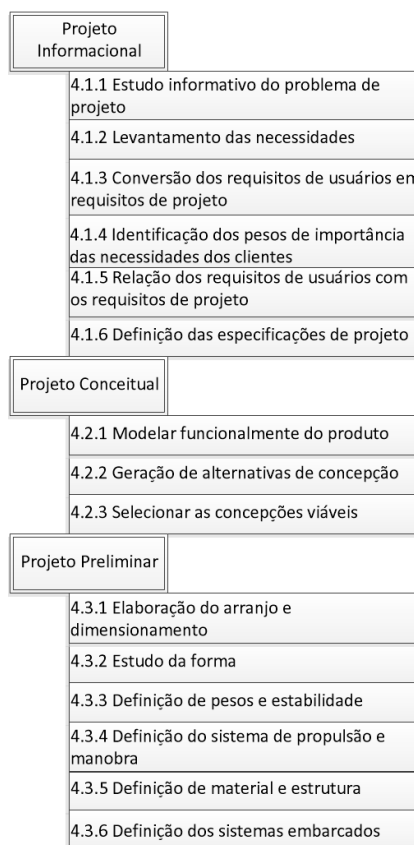 Projeto
Informacional
4.1.1 Estudo informativo do problema de
projeto
4.1.2 Levantamento das necessidades
4.1.3 Conversão dos requisitos de usuários em
requisitos de projeto
4.1.4 Identificação dos pesos de importância
das necessidades dos clientes
4.1.5 Relação dos requisitos de usuários com
os requisitos de projeto
4.1.6 Definição das especificações de projeto
Projeto Conceitual
4.2.1 Modelar funcionalmente do produto
4.2.2 Geração de alternativas de concepção
4.2.3 Selecionar as concepções viáveis
Projeto Preliminar
4.3.1 Elaboração do arranjo e
dimensionamento
4.3.2 Estudo da forma
4.3.3 Definição de pesos e estabilidade
4.3.4 Definição do sistema de propulsão e
manobra
4.3.5 Definição de material e estrutura
4.3.6 Definição dos sistemas embarcados